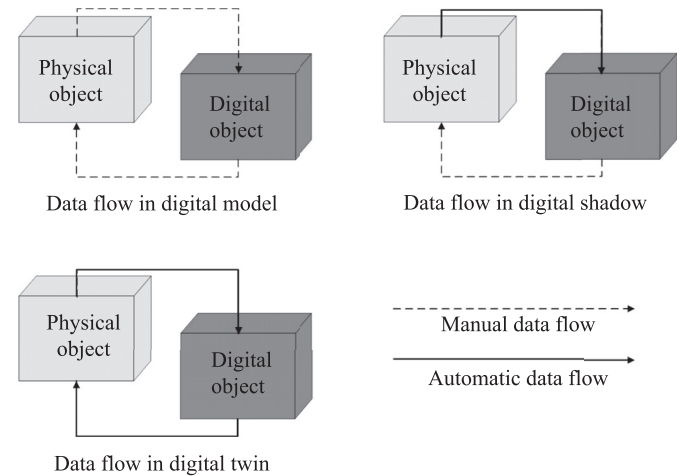 Physical
object
Digital
object
Data flow in digital model
Physical
object
Digital
object
Data flow in digital shadow
Physical
object
Digital
object
Data flow in digital twin
Manual data flow
Automatic data flow